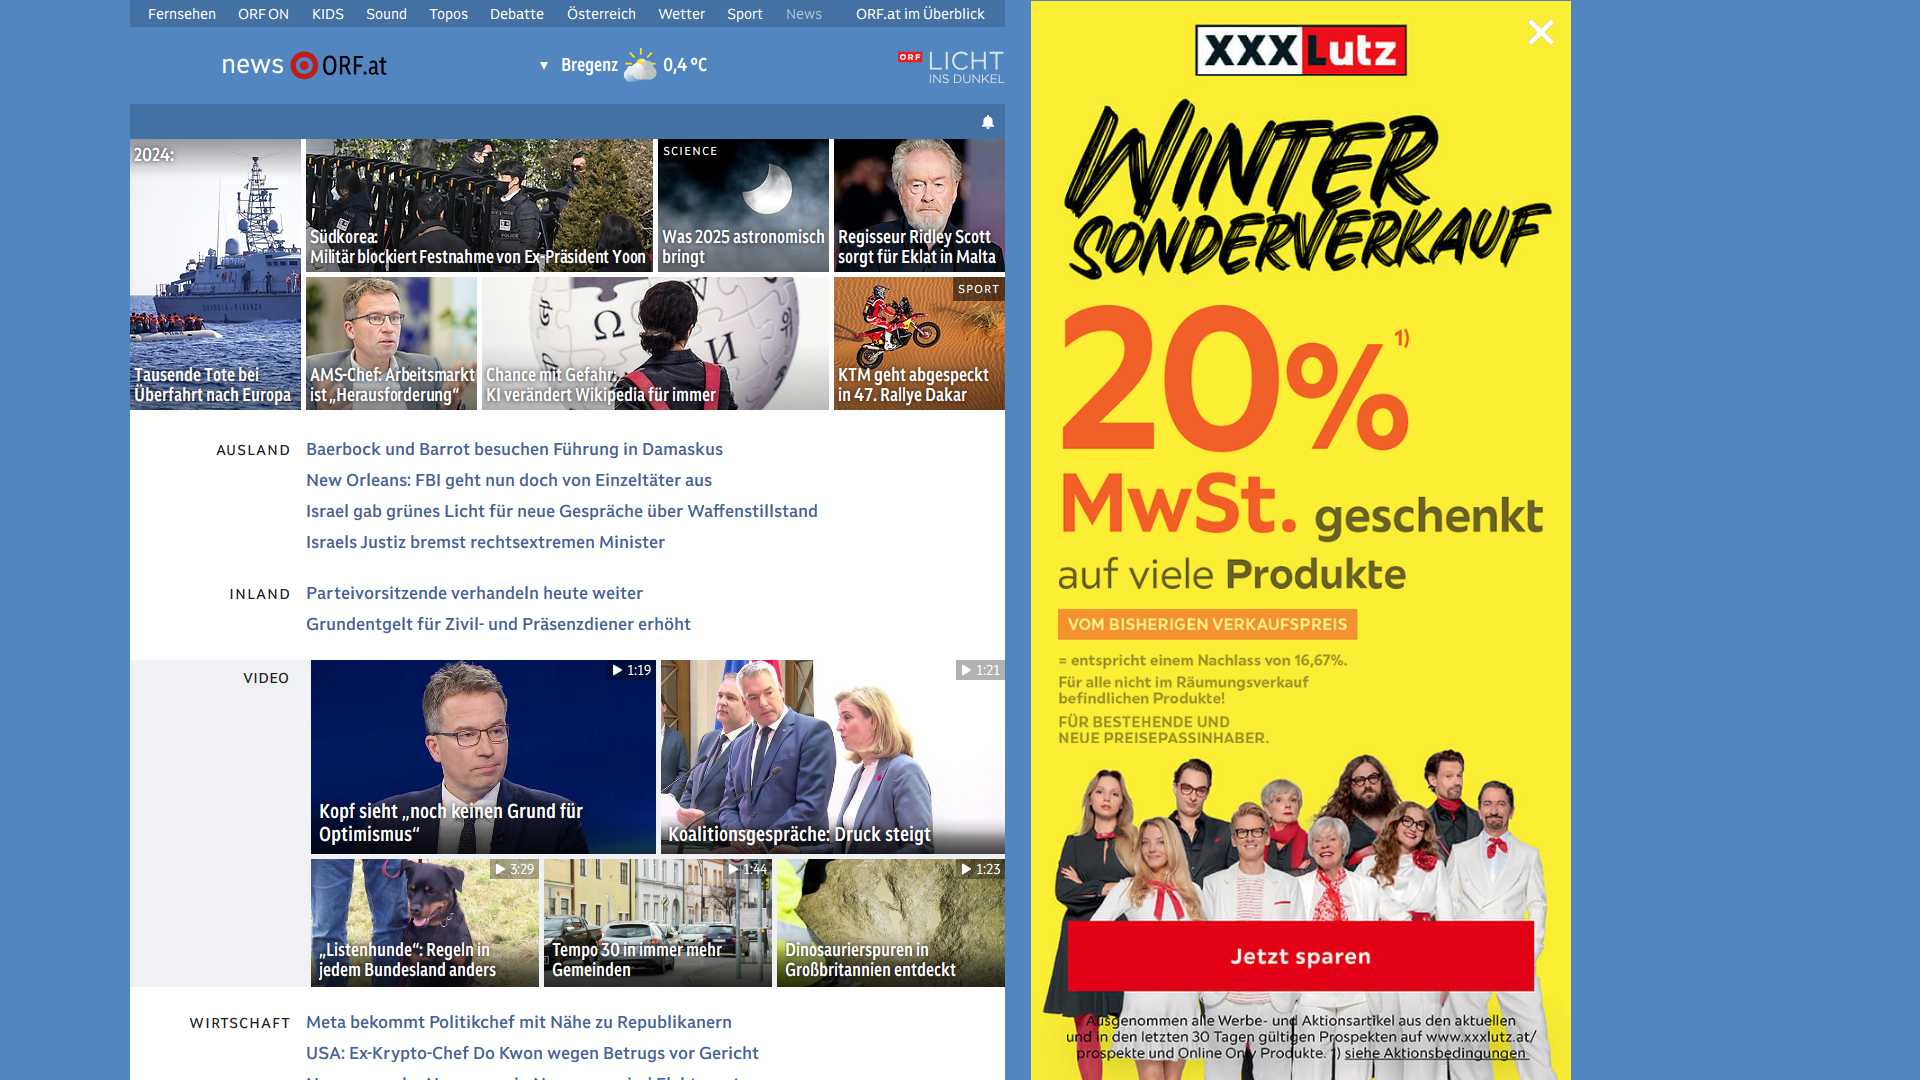 Fernsehen ORF ON KIDS Sound Topos Debatte Österreich Wetter Sport News ORF.at im Überblick
news ORF.at
▼ Bregenz 0,4 °C
ORF LICHT
INS DUNKEL
2024:
Tausende Tote bei
Überfahrt nach Europa
Südkorea:
Militär blockiert Festnahme von Ex-Präsident Yoon
SCIENCE
Was 2025 astronomisch
bringt
Regisseur Ridley Scott
sorgt für Eklat in Malta
AMS-Chef: Arbeitsmarkt
ist „Herausforderung“
Chance mit Gefahr:
KI verändert Wikipedia für immer
SPORT
KTM geht abgespeckt
in 47. Rallye Dakar
AUSLAND
Baerbock und Barrot besuchen Führung in Damaskus
New Orleans: FBI geht nun doch von Einzeltäter aus
Israel gab grünes Licht für neue Gespräche über Waffenstillstand
Israels Justiz bremst rechtsextremen Minister
INLAND
Parteivorsitzende verhandeln heute weiter
Grundentgelt für Zivil- und Präsenzdiener erhöht
VIDEO
1:19
Kopf sieht „noch keinen Grund für
Optimismus“
1:21
Koalitionsgespräche: Druck steigt
3:29
„Listenhunde“: Regeln in
jedem Bundesland anders
1:44
Tempo 30 in immer mehr
Gemeinden
1:23
Dinosaurierspuren in
Großbritannien entdeckt
WIRTSCHAFT
Meta bekommt Politikchef mit Nähe zu Republikanern
USA: Ex-Krypto-Chef Do Kwon wegen Betrugs vor Gericht
XXXLutz
WINTER
SONDERVERKAUF
20% 1)
MwSt. geschenkt
auf viele Produkte
VOM BISHERIGEN VERKAUFSPREIS
= entspricht einem Nachlass von 16,67%.
Für alle nicht im Räumungsverkauf
befindlichen Produkte!
FÜR BESTEHENDE UND
NEUE PREISEPASSINHABER.
Jetzt sparen
Ausgenommen alle Werbe- und Aktionsartikel aus den aktuellen
und in den letzten 30 Tagen gültigen Prospekten auf www.xxxlutz.at/
prospekte und Online Only Produkte. 1) siehe Aktionsbedingungen